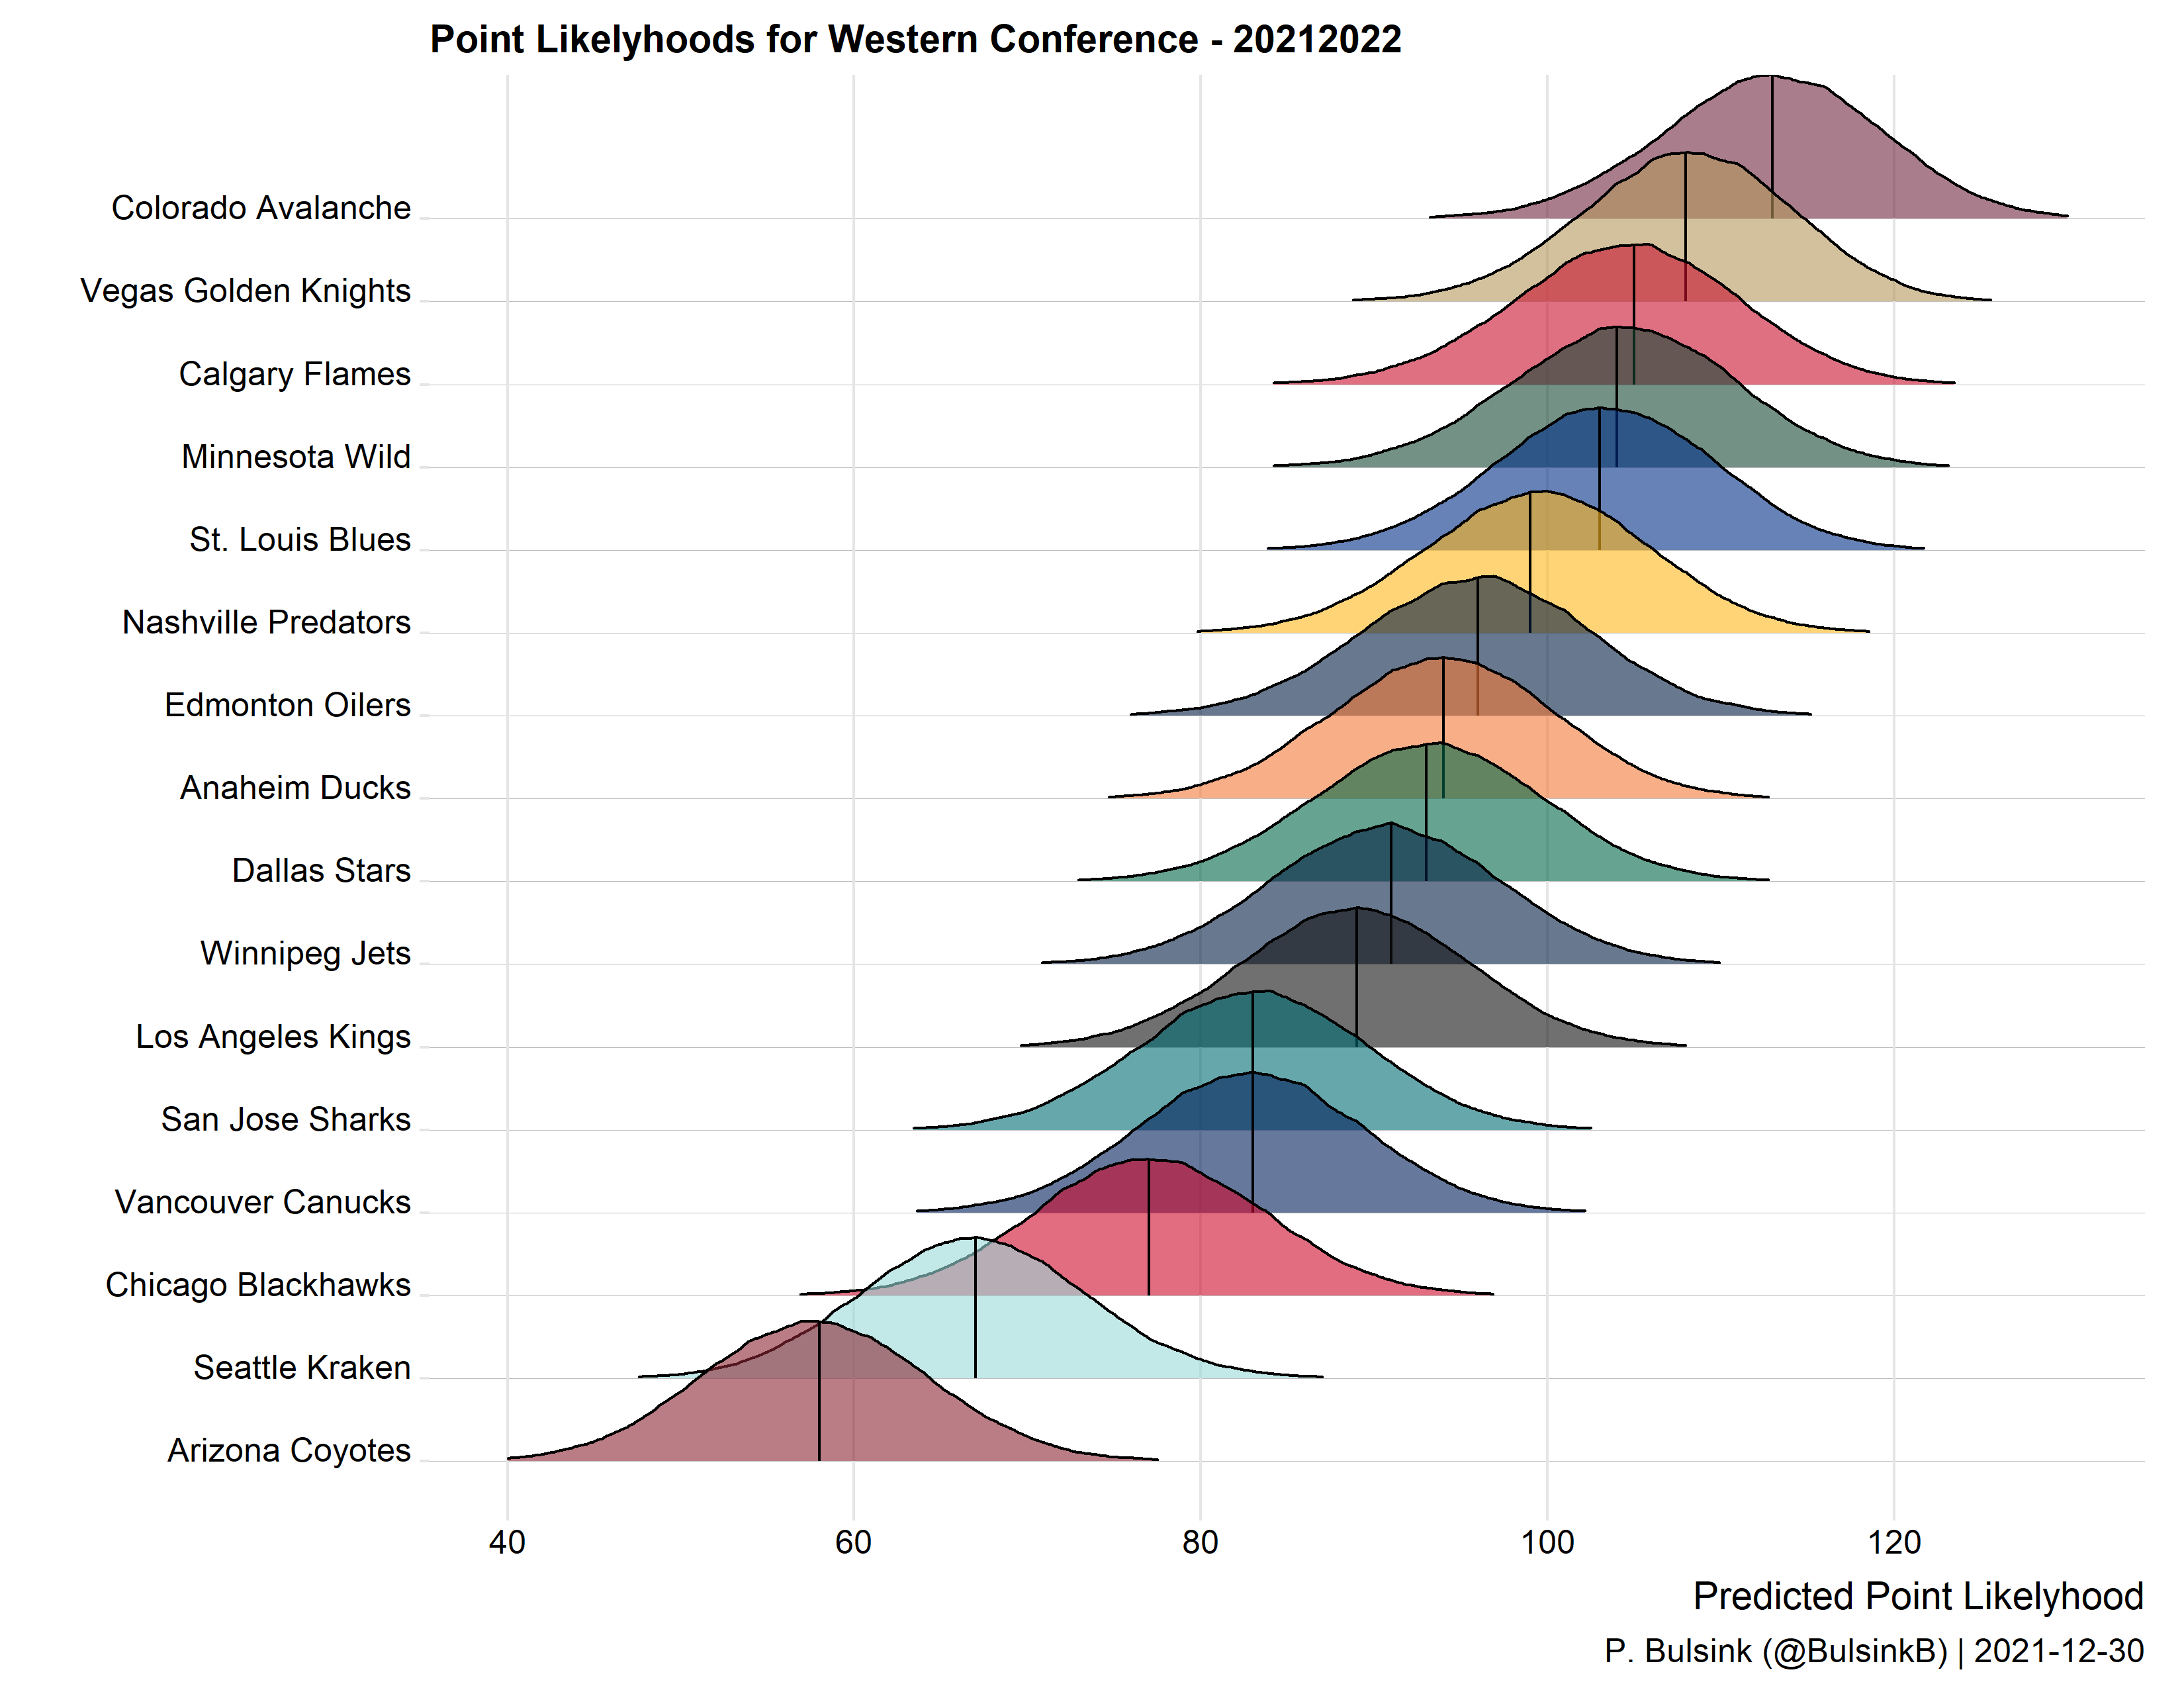 Point Likelyhoods for Western Conference - 20212022
Colorado Avalanche
Vegas Golden Knights
Calgary Flames
Minnesota Wild
St. Louis Blues
Nashville Predators
Edmonton Oilers
Anaheim Ducks
Dallas Stars
Winnipeg Jets
Los Angeles Kings
San Jose Sharks
Vancouver Canucks
Chicago Blackhawks
Seattle Kraken
Arizona Coyotes
40 60 80 100 120
Predicted Point Likelyhood
P. Bulsink (@BulsinkB) | 2021-12-30